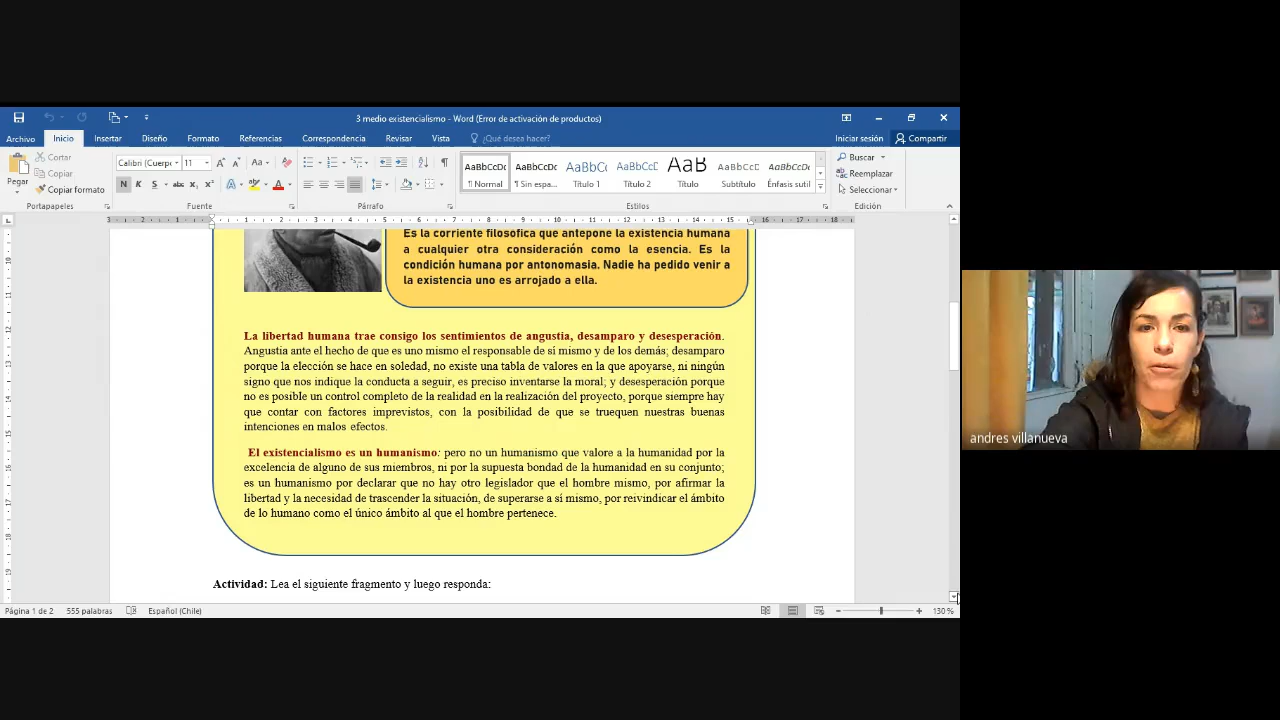 3 medio existencialismo - Word (Error de activación de productos)
Archivo Inicio Insertar Diseño Formato Referencias Correspondencia Revisar Vista ¿Qué desea hacer? Iniciar sesión Compartir
Pegar
Cortar
Copiar
Copiar formato
Portapapeles
Calibri (Cuerp 11
Fuente
Párrafo
AaBbCcDc AaBbCcDc AaBbCc AaBbCcD AaB AaBbCcD AaBbCcDc
¶ Normal ¶ Sin espa... Título 1 Título 2 Título Subtítulo Énfasis sutil
Estilos
Buscar
Reemplazar
Seleccionar
Edición
Es la corriente filosófica que antepone la existencia humana
a cualquier otra consideración como la esencia. Es la
condición humana por antonomasia. Nadie ha pedido venir a
la existencia uno es arrojado a ella.
La libertad humana trae consigo los sentimientos de angustia, desamparo y desesperación.
Angustia ante el hecho de que es uno mismo el responsable de sí mismo y de los demás; desamparo
porque la elección se hace en soledad, no existe una tabla de valores en la que apoyarse, ni ningún
signo que nos indique la conducta a seguir, es preciso inventarse la moral; y desesperación porque
no es posible un control completo de la realidad en la realización del proyecto, porque siempre hay
que contar con factores imprevistos, con la posibilidad de que se truequen nuestras buenas
intenciones en malos efectos.
El existencialismo es un humanismo: pero no un humanismo que valore a la humanidad por la
excelencia de alguno de sus miembros, ni por la supuesta bondad de la humanidad en su conjunto;
es un humanismo por declarar que no hay otro legislador que el hombre mismo, por afirmar la
libertad y la necesidad de trascender la situación, de superarse a sí mismo, por reivindicar el ámbito
de lo humano como el único ámbito al que el hombre pertenece.
Actividad: Lea el siguiente fragmento y luego responda:
Página 1 de 2 555 palabras Español (Chile) 130 %
andres villanueva